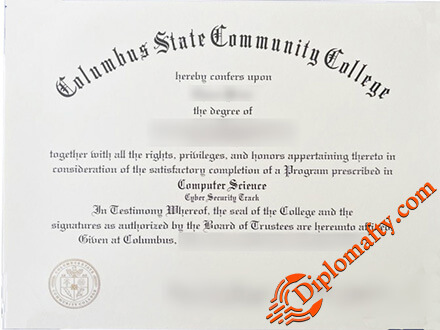 Columbus State Community College
hereby confers upon
the degree of
together with all the rights, privileges, and honors appertaining thereto in
consideration of the satisfactory completion of a Program prescribed in
Computer Science
Cyber Security Track
In Testimony Whereof, the seal of the College and the
signatures as authorized by the Board of Trustees are hereunto affixed.
Given at Columbus.
Diplomafty.com